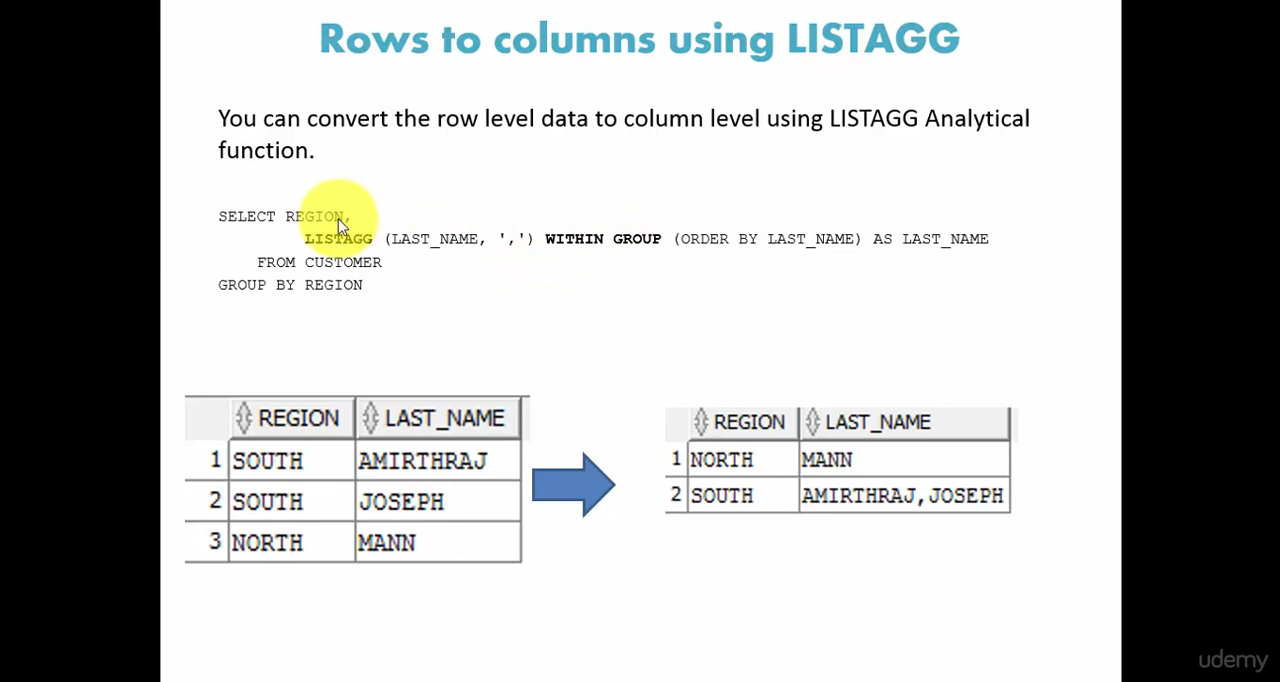 Rows to columns using LISTAGG
You can convert the row level data to column level using LISTAGG Analytical
function.
SELECT REGION,
LISTAGG (LAST_NAME, ',') WITHIN GROUP (ORDER BY LAST_NAME) AS LAST_NAME
FROM CUSTOMER
GROUP BY REGION
REGION LAST_NAME
1 SOUTH AMIRTHRAJ
2 SOUTH JOSEPH
3 NORTH MANN
REGION LAST_NAME
1 NORTH MANN
2 SOUTH AMIRTHRAJ,JOSEPH
udemy